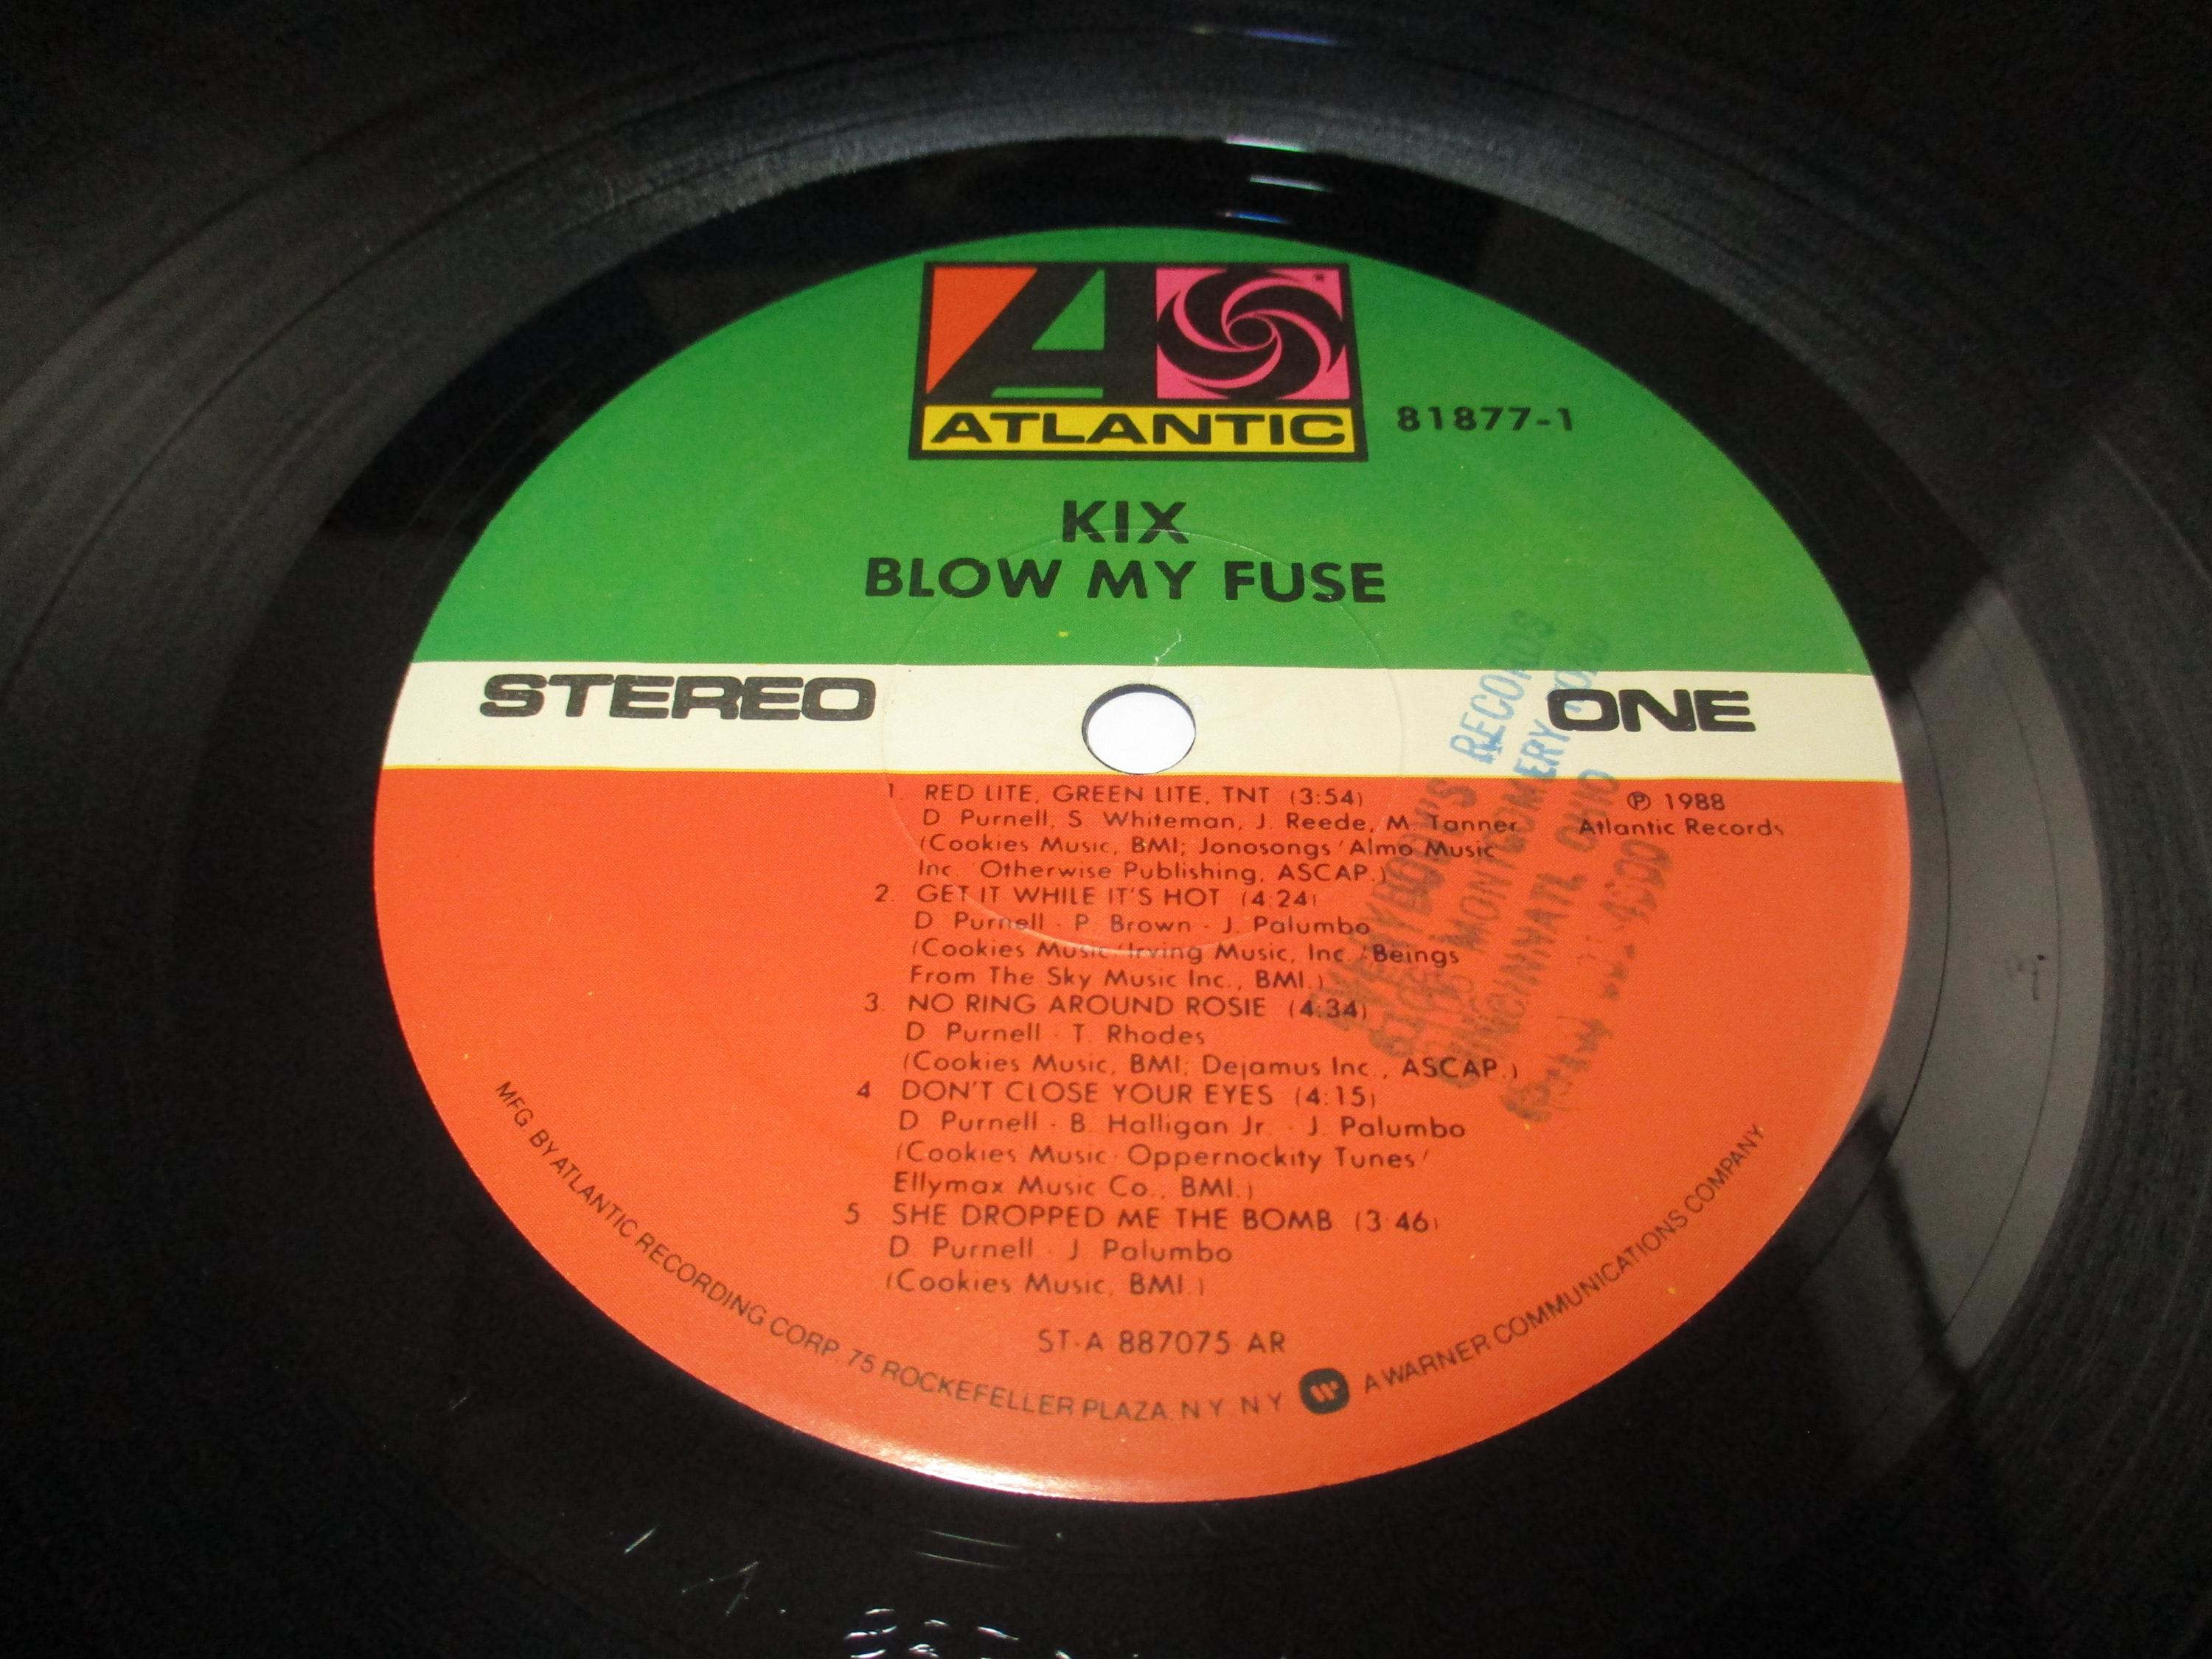 ATLANTIC
81877-1
KIX
BLOW MY FUSE
STEREO
ONE
1. RED LITE, GREEN LITE, TNT (3:54)
D. Purnell, S. Whiteman, J. Reede, M. Tanner
(Cookies Music, BMI; Jonosongs/Almo Music
Inc./Otherwise Publishing, ASCAP.)
2. GET IT WHILE IT'S HOT (4:24)
D. Purnell - P. Brown - J. Palumbo
(Cookies Music/Irving Music, Inc./Beings
From The Sky Music Inc., BMI.)
3. NO RING AROUND ROSIE (4:34)
D. Purnell - T. Rhodes
(Cookies Music, BMI; Dejamus Inc., ASCAP.)
4. DON'T CLOSE YOUR EYES (4:15)
D. Purnell - B. Halligan Jr. - J. Palumbo
(Cookies Music/Oppernockity Tunes/
Ellymax Music Co., BMI.)
5. SHE DROPPED ME THE BOMB (3:46)
D. Purnell - J. Palumbo
(Cookies Music, BMI.)
℗ 1988
Atlantic Records
ST-A-887075-AR
MFG. BY ATLANTIC RECORDING CORP. 75 ROCKEFELLER PLAZA, N.Y. N.Y. A WARNER COMMUNICATIONS COMPANY
EVERYBODY'S RECORDS
6106 MONTGOMERY ROAD
CINCINNATI, OHIO